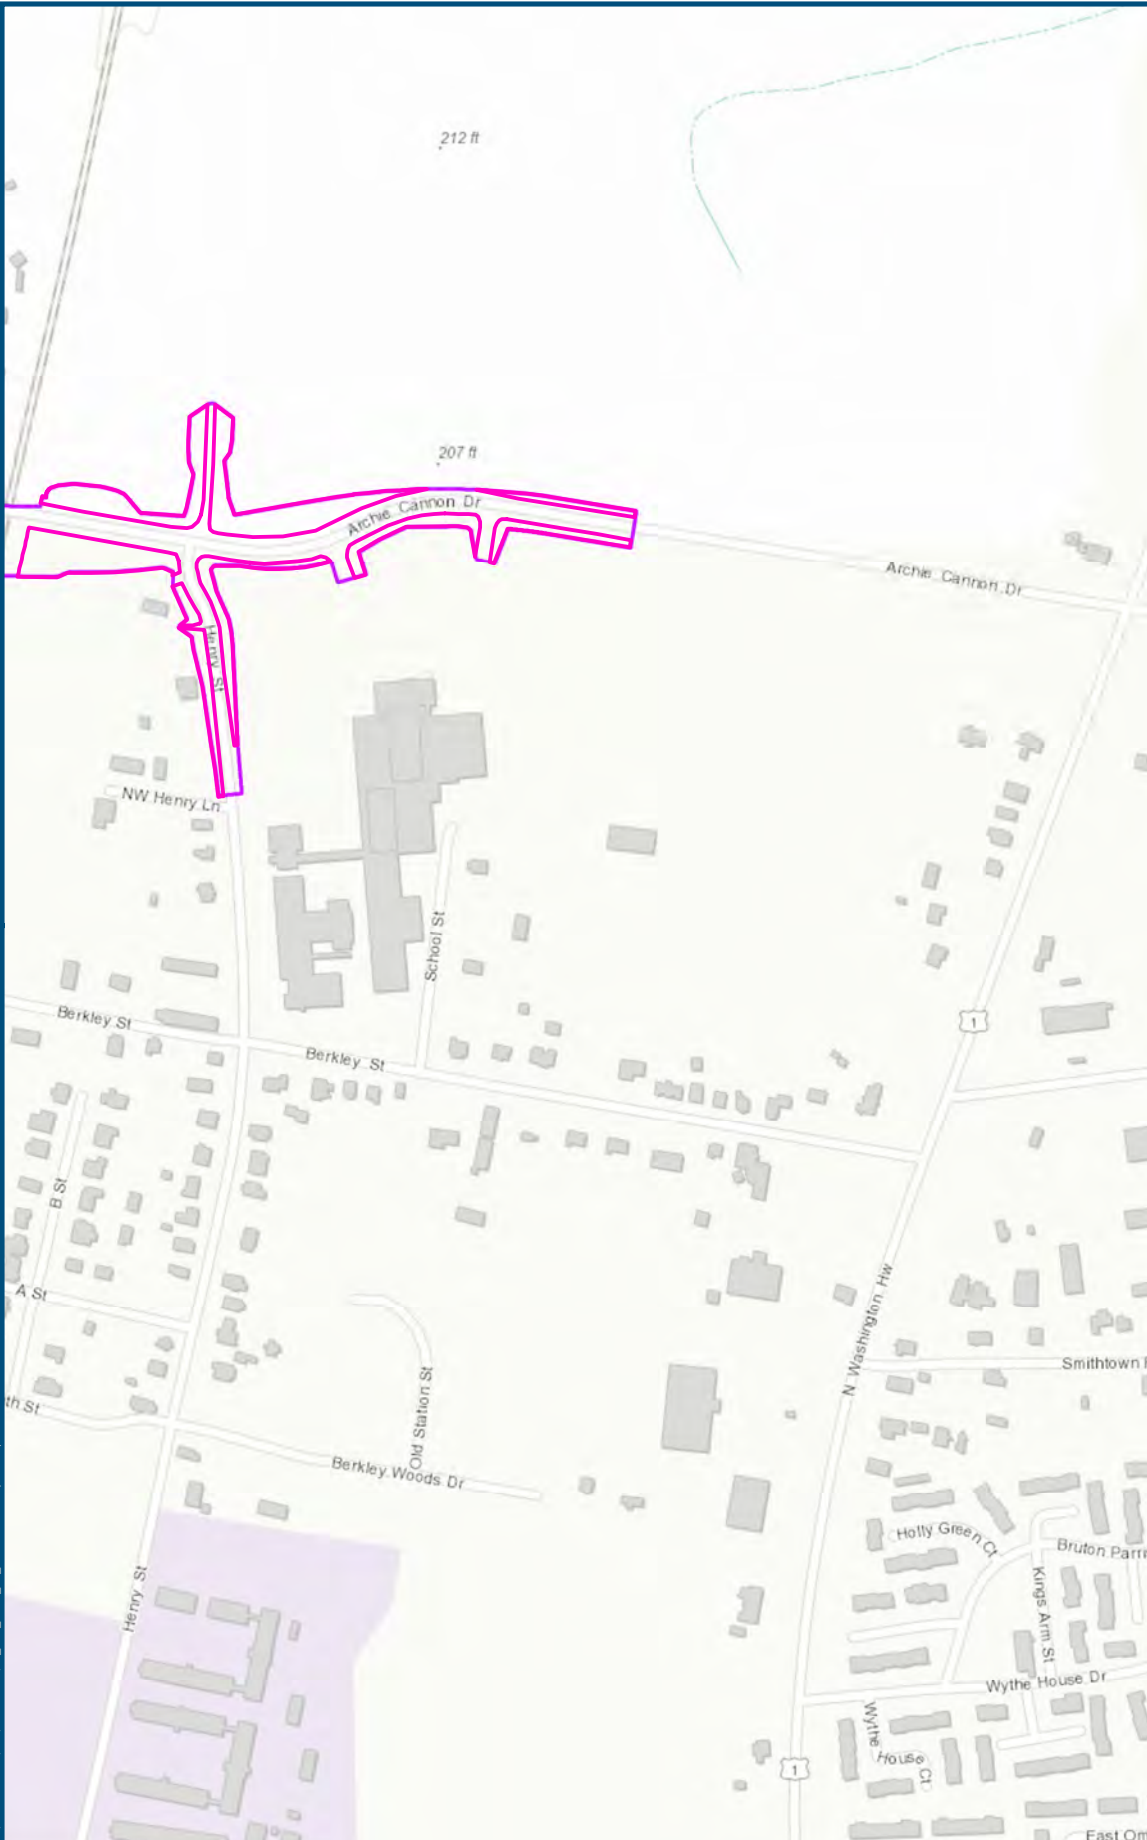 212 ft
207 ft
Archie Cannon Dr
Archie Cannon Dr
Henry St
NW Henry Ln
School St
Berkley St
1
Berkley St
B St
A St
N Washington Hw
Smithtown
Old Station St
th St
Berkley Woods Dr
Holly Green Ct
Bruton Parri
Henry St
Kings Arm St
Wythe House Dr
Wythe House Ct
1
East Om